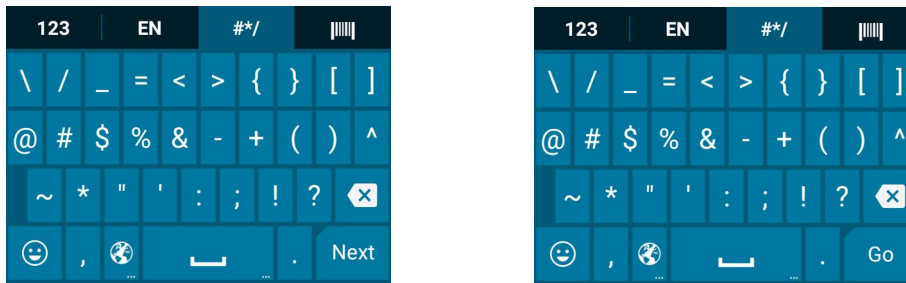 123 EN #*/
\ / _ = < > { } [ ]
@ # $ % & - + ( ) ^
~ * " ' : ; ! ?
, ... ... . Next
123 EN #*/
\ / _ = < > { } [ ]
@ # $ % & - + ( ) ^
~ * " ' : ; ! ?
, ... ... . Go